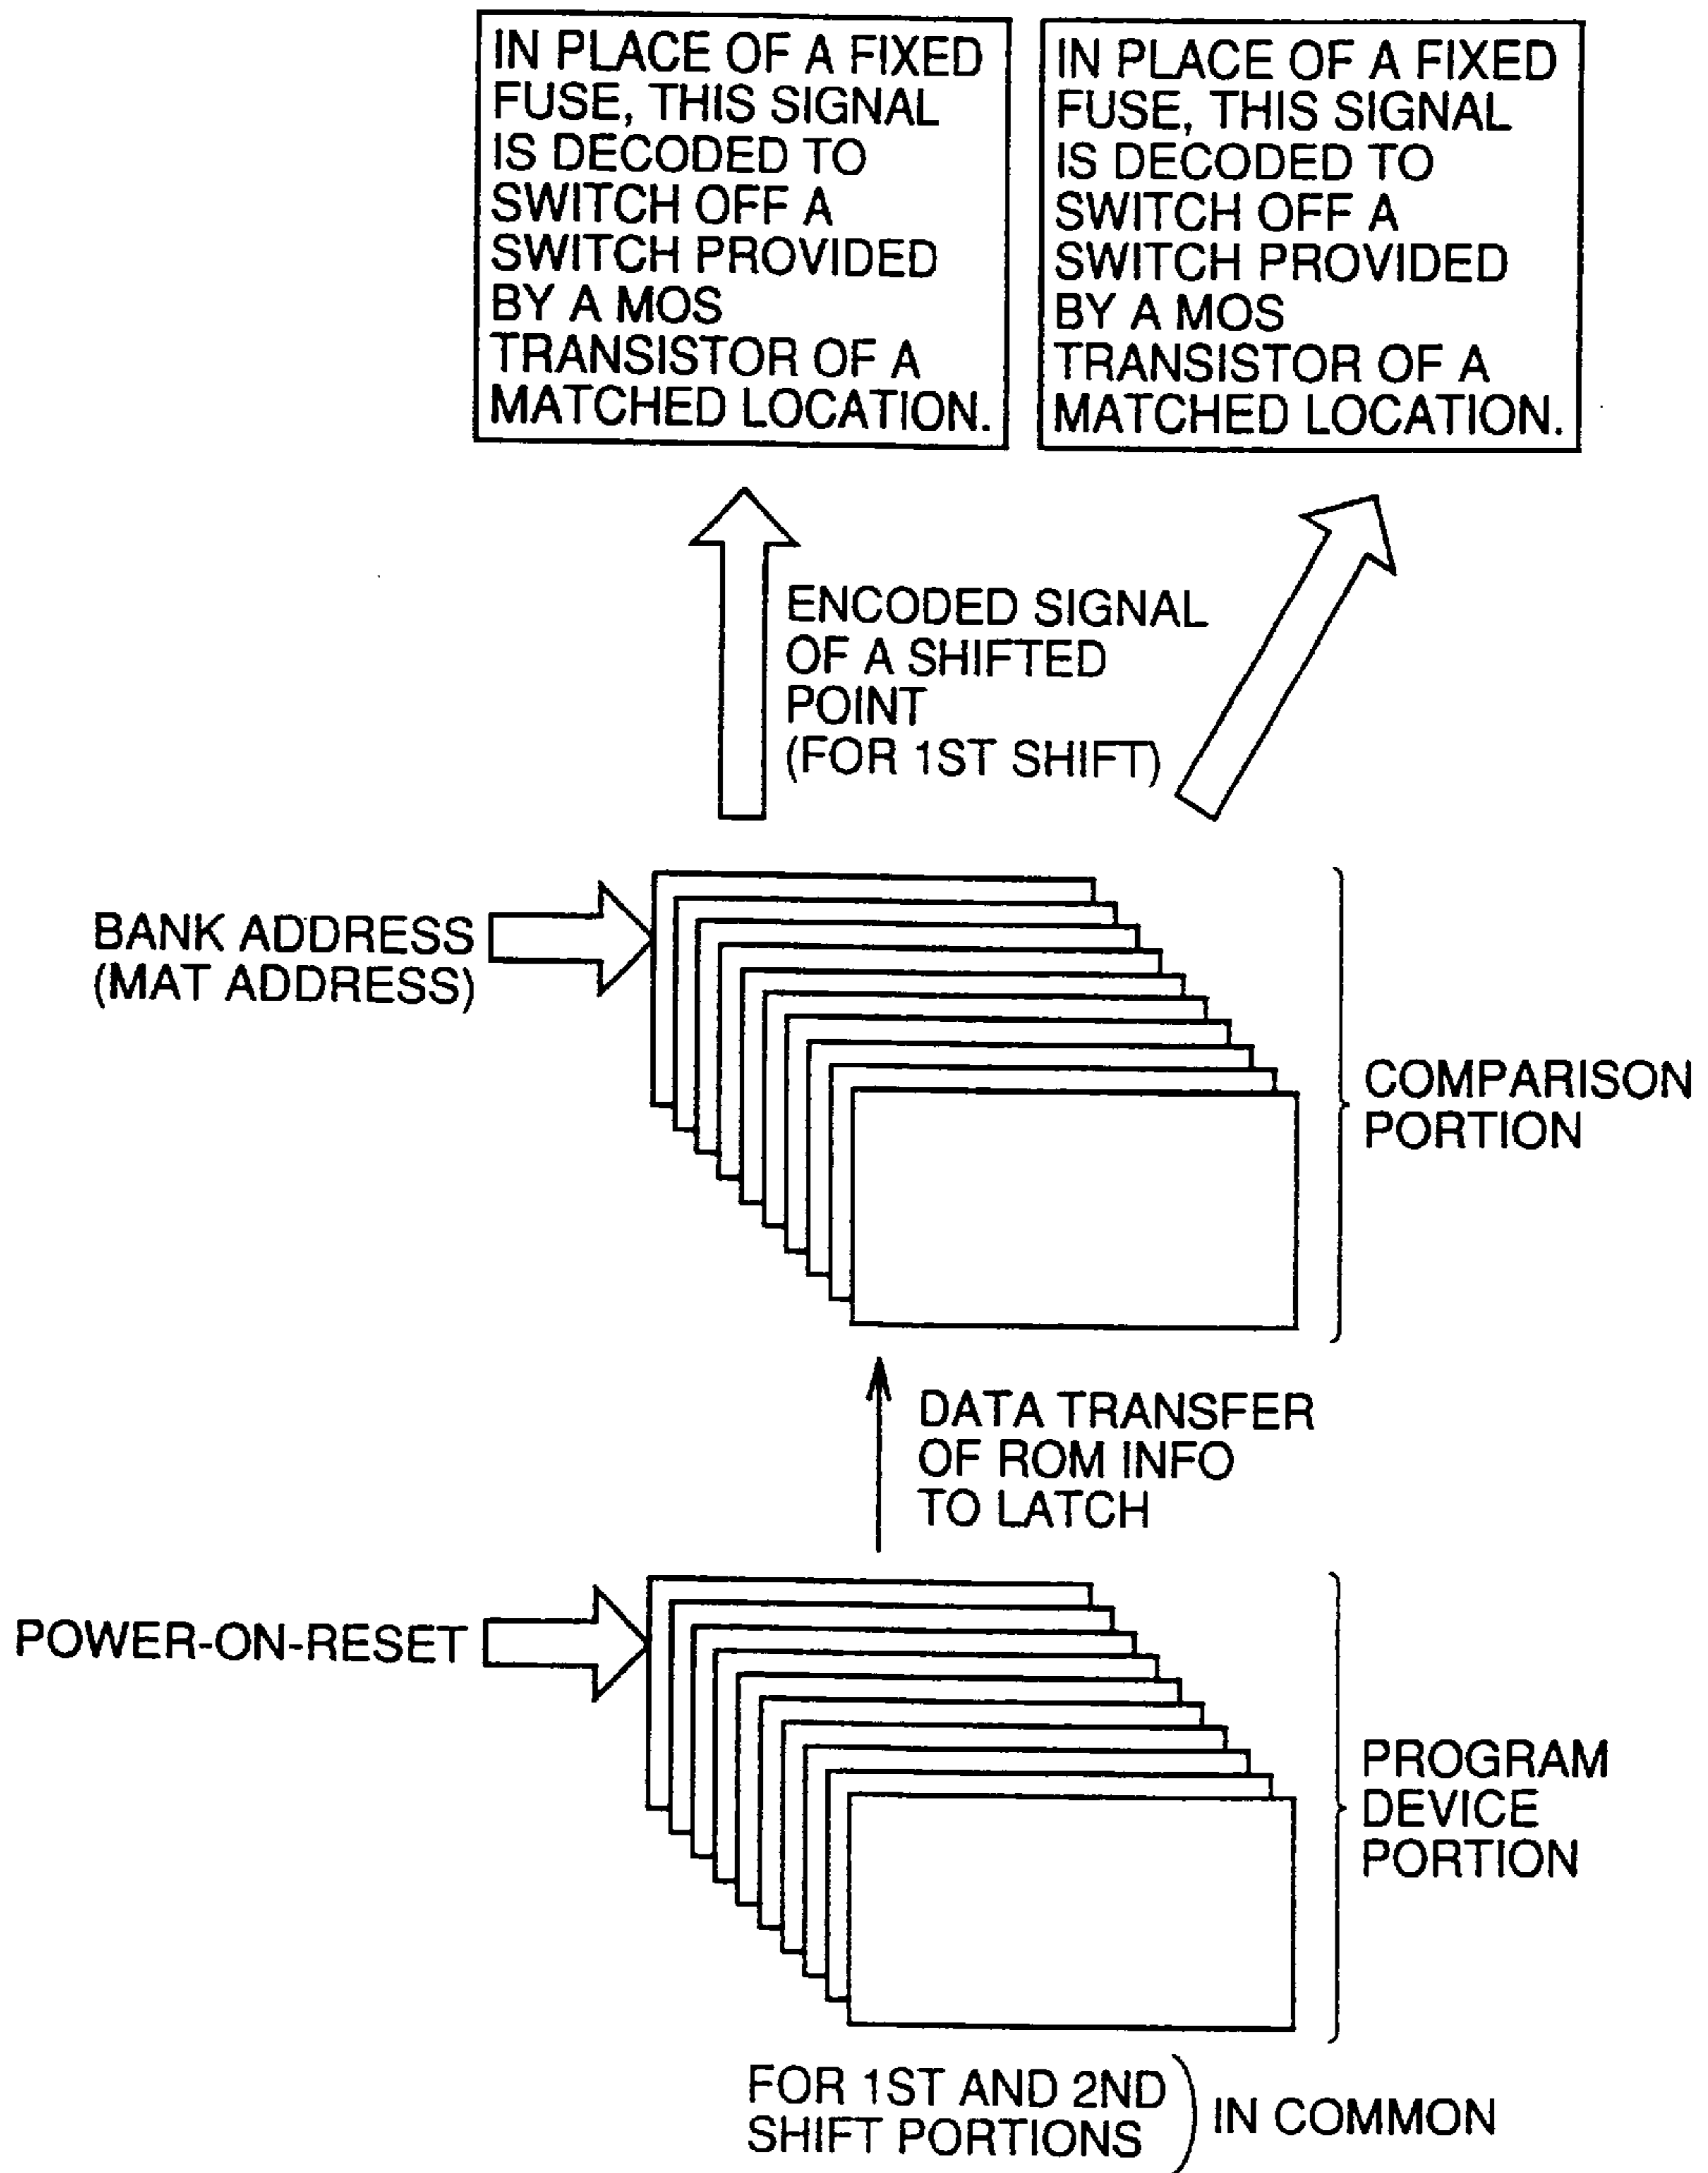 IN PLACE OF A FIXED
FUSE, THIS SIGNAL
IS DECODED TO
SWITCH OFF A
SWITCH PROVIDED
BY A MOS
TRANSISTOR OF A
MATCHED LOCATION.
IN PLACE OF A FIXED
FUSE, THIS SIGNAL
IS DECODED TO
SWITCH OFF A
SWITCH PROVIDED
BY A MOS
TRANSISTOR OF A
MATCHED LOCATION.
ENCODED SIGNAL
OF A SHIFTED
POINT
(FOR 1ST SHIFT)
BANK ADDRESS
(MAT ADDRESS)
COMPARISON
PORTION
DATA TRANSFER
OF ROM INFO
TO LATCH
POWER-ON-RESET
PROGRAM
DEVICE
PORTION
FOR 1ST AND 2ND
SHIFT PORTIONS
IN COMMON